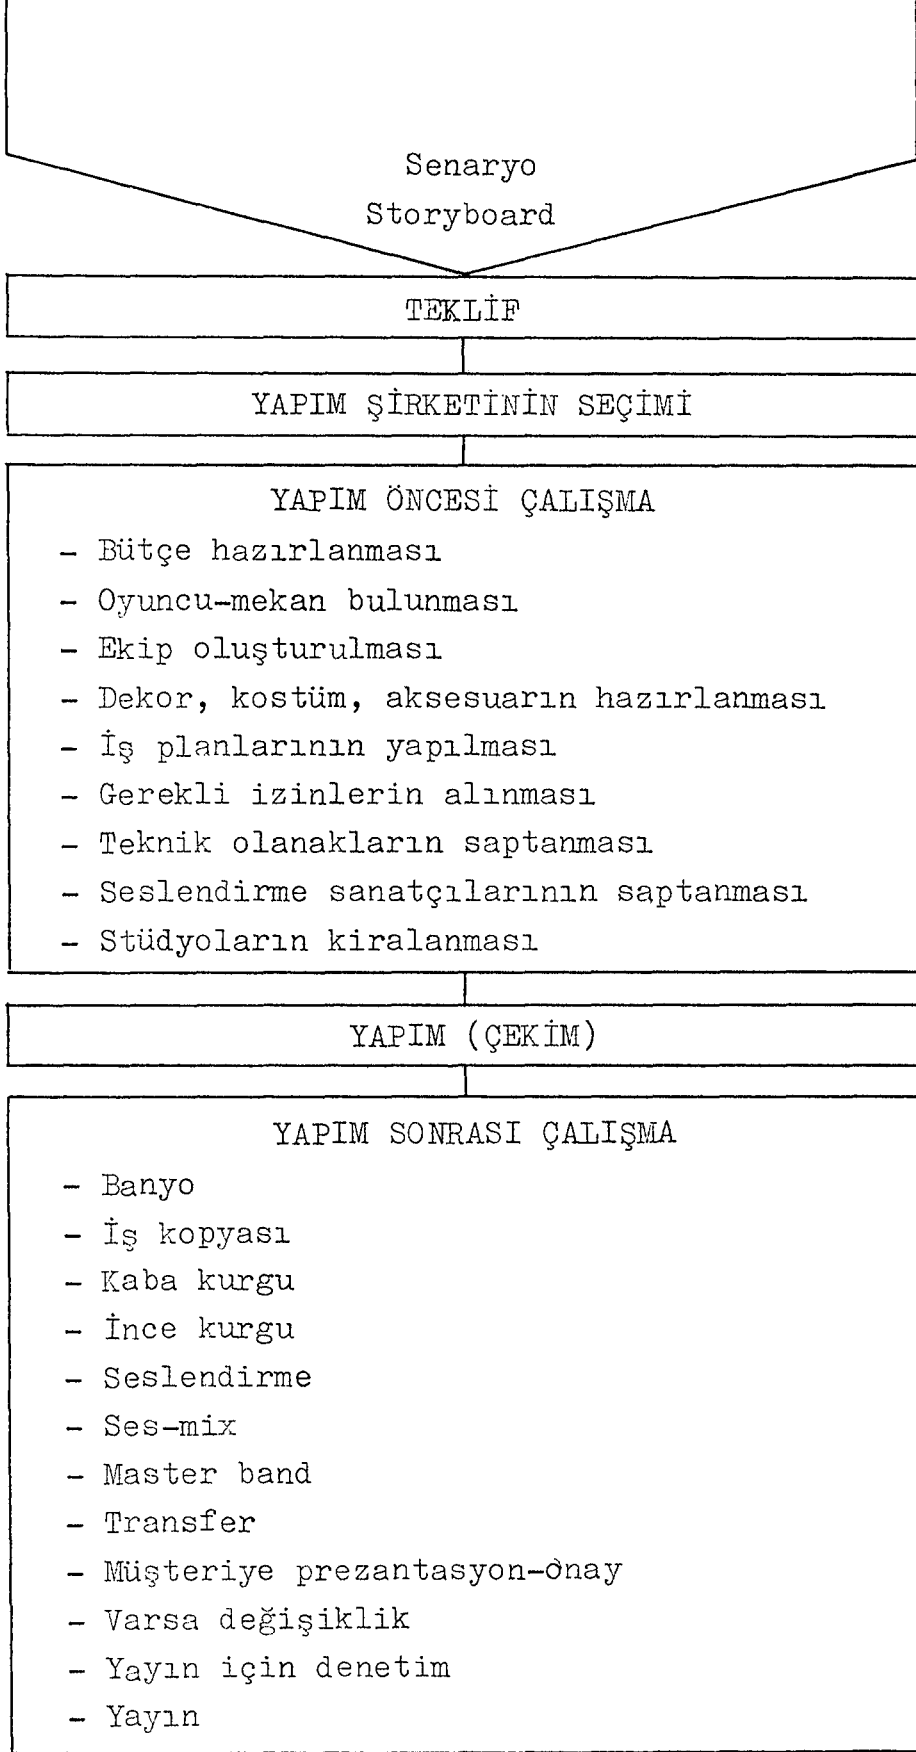 Senaryo
Storyboard
TEKLİF
YAPIM ŞİRKETİNİN SEÇİMİ
YAPIM ÖNCESİ ÇALIŞMA
- Bütçe hazırlanması
- Oyuncu-mekan bulunması
- Ekip oluşturulması
- Dekor, kostüm, aksesuarın hazırlanması
- İş planlarının yapılması
- Gerekli izinlerin alınması
- Teknik olanakların saptanması
- Seslendirme sanatçılarının saptanması
- Stüdyoların kiralanması
YAPIM (ÇEKİM)
YAPIM SONRASI ÇALIŞMA
- Banyo
- İş kopyası
- Kaba kurgu
- İnce kurgu
- Seslendirme
- Ses-mix
- Master band
- Transfer
- Müşteriye prezantasyon-onay
- Varsa değişiklik
- Yayın için denetim
- Yayın